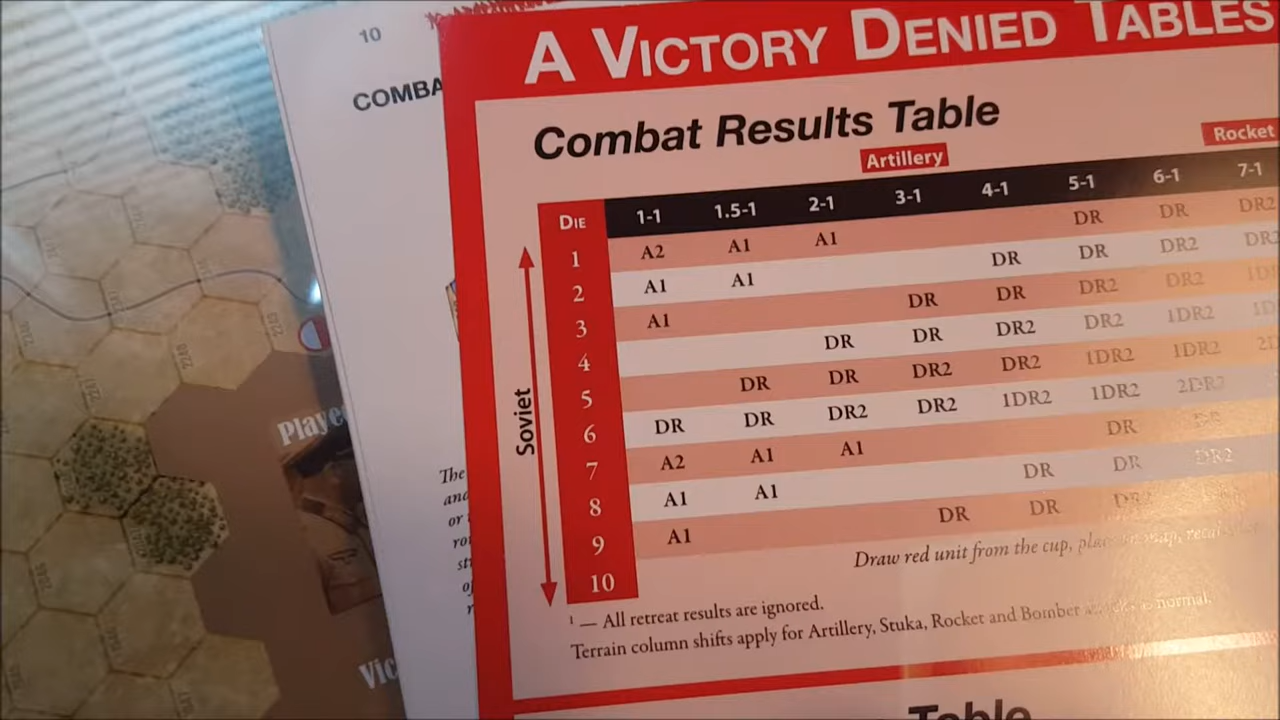 10
COMBA
A VICTORY DENIED TABLES
Combat Results Table
Artillery
Rocket
DIE 1-1 1.5-1 2-1 3-1 4-1 5-1 6-1 7-1
1 A2 A1 A1 DR DR DR2
2 A1 A1 DR DR DR2
3 A1 DR DR DR2 DR2
4 DR DR DR2 DR2 1DR2
5 DR DR DR2 DR2 1DR2 1DR2
6 DR DR DR2 DR2 1DR2 1DR2 2DR2
7 A2 A1 A1 DR
8 A1 A1 DR DR DR2
9 A1 DR DR
10 Draw red unit from the cup,
Soviet
1 — All retreat results are ignored.
Terrain column shifts apply for Artillery, Stuka, Rocket and Bomber normal.
Table
Playe
Vic
The
and
or